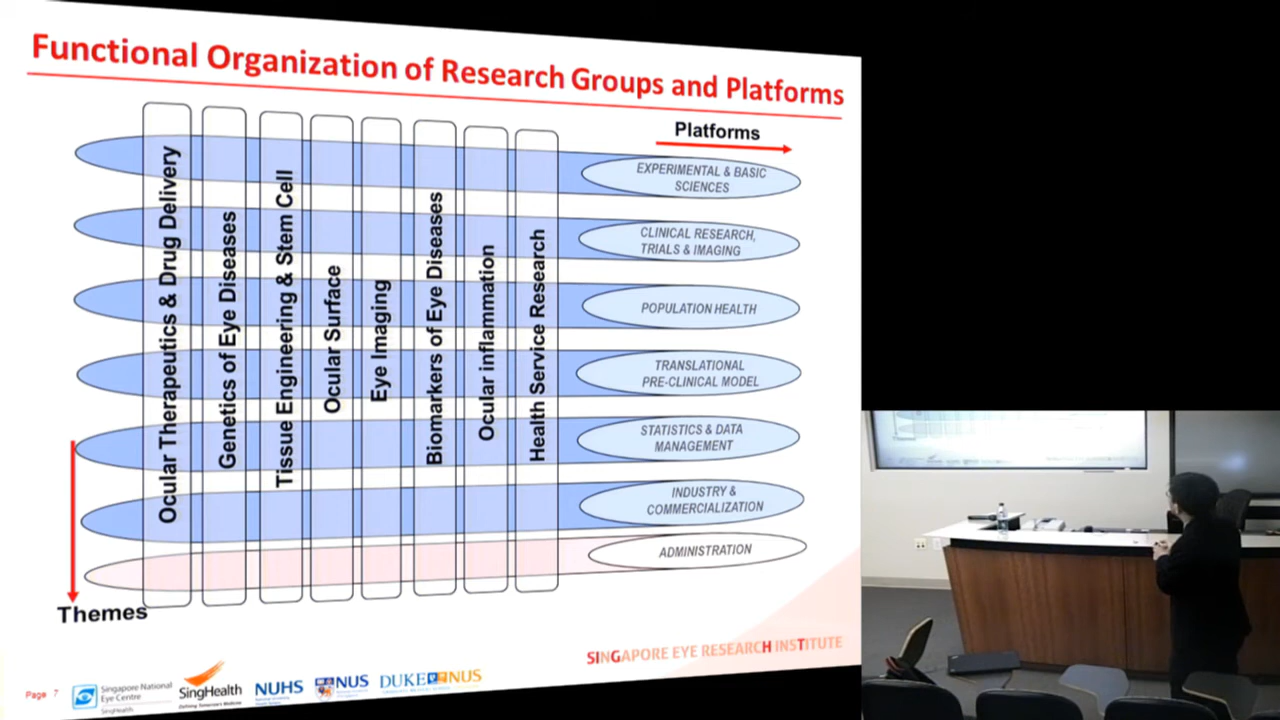 Functional Organization of Research Groups and Platforms
Platforms
Ocular Therapeutics & Drug Delivery
Genetics of Eye Diseases
Tissue Engineering & Stem Cell
Ocular Surface
Eye Imaging
Biomarkers of Eye Diseases
Ocular inflammation
Health Service Research
EXPERIMENTAL & BASIC
SCIENCES
CLINICAL RESEARCH,
TRIALS & IMAGING
POPULATION HEALTH
TRANSLATIONAL
PRE-CLINICAL MODEL
STATISTICS & DATA
MANAGEMENT
INDUSTRY &
COMMERCIALIZATION
ADMINISTRATION
Themes
SINGAPORE EYE RESEARCH INSTITUTE
Page 7
Singapore National
Eye Centre
SingHealth
SingHealth
Defining Tomorrow's Medicine
NUHS
NUS
DUKE NUS